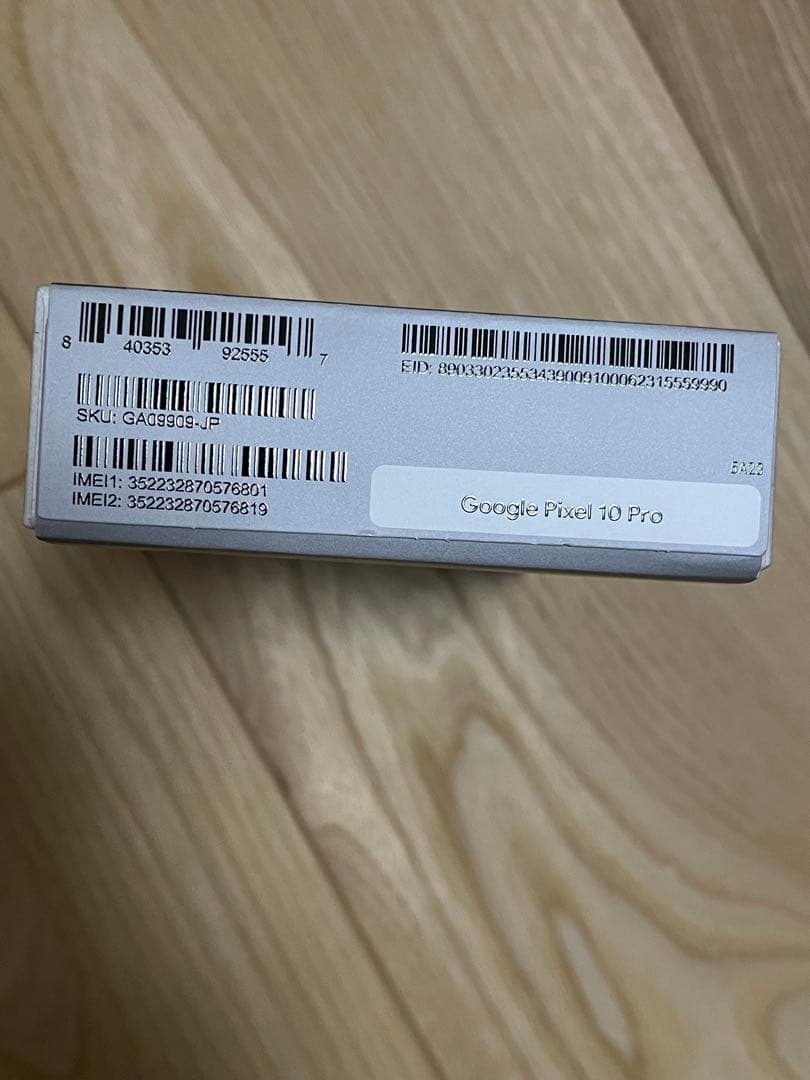 8 40353 92555 7
SKU: GA09909-JP
IMEI1: 352232870576801
IMEI2: 352232870576819
EID: 89033023553439009100062315559990
5A23
Google Pixel 10 Pro